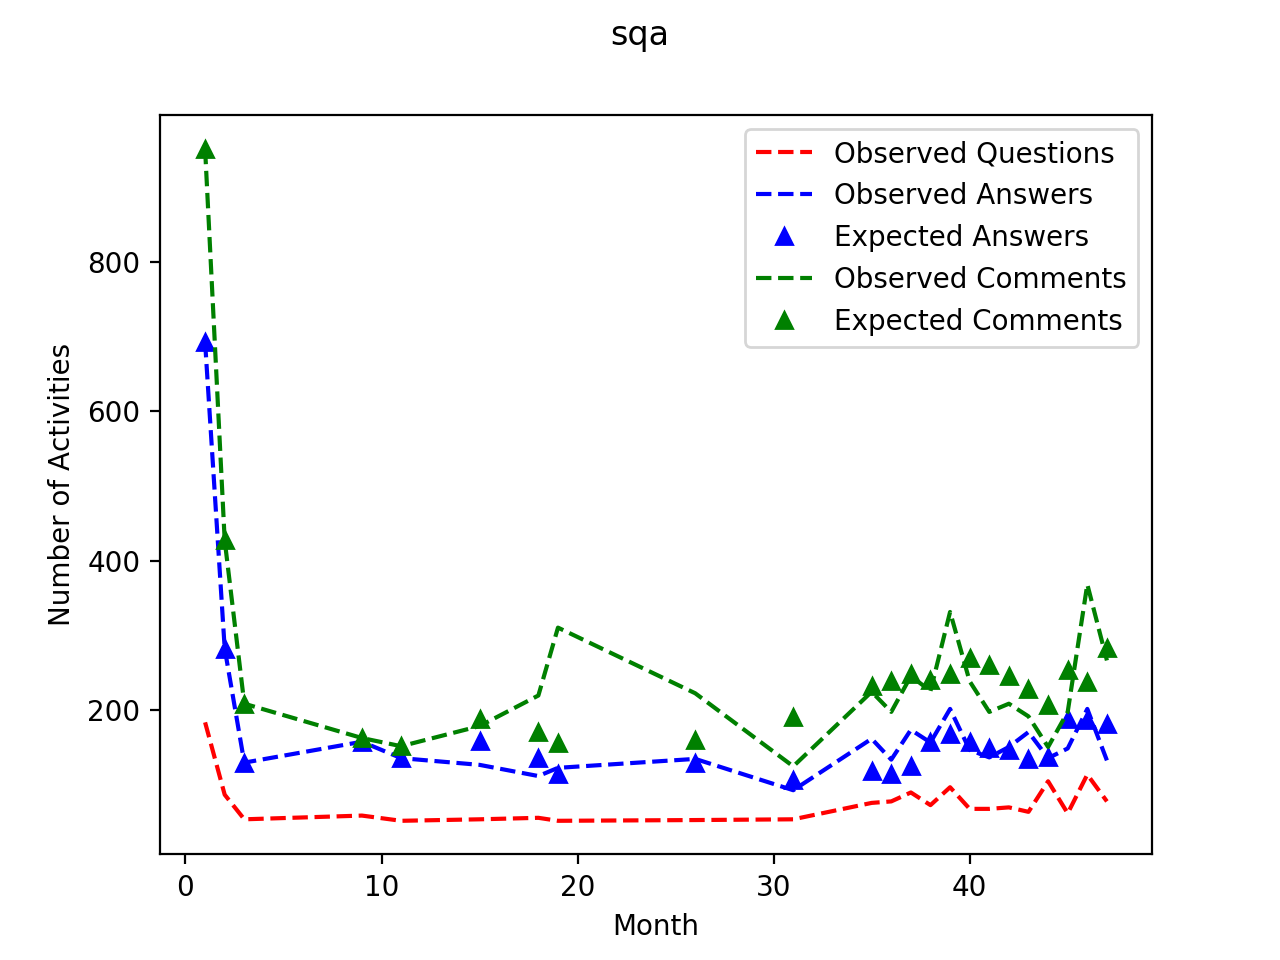 sqa
Observed Questions
Observed Answers
Expected Answers
Observed Comments
Expected Comments
800
600
400
200
Number of Activities
0 10 20 30 40
Month